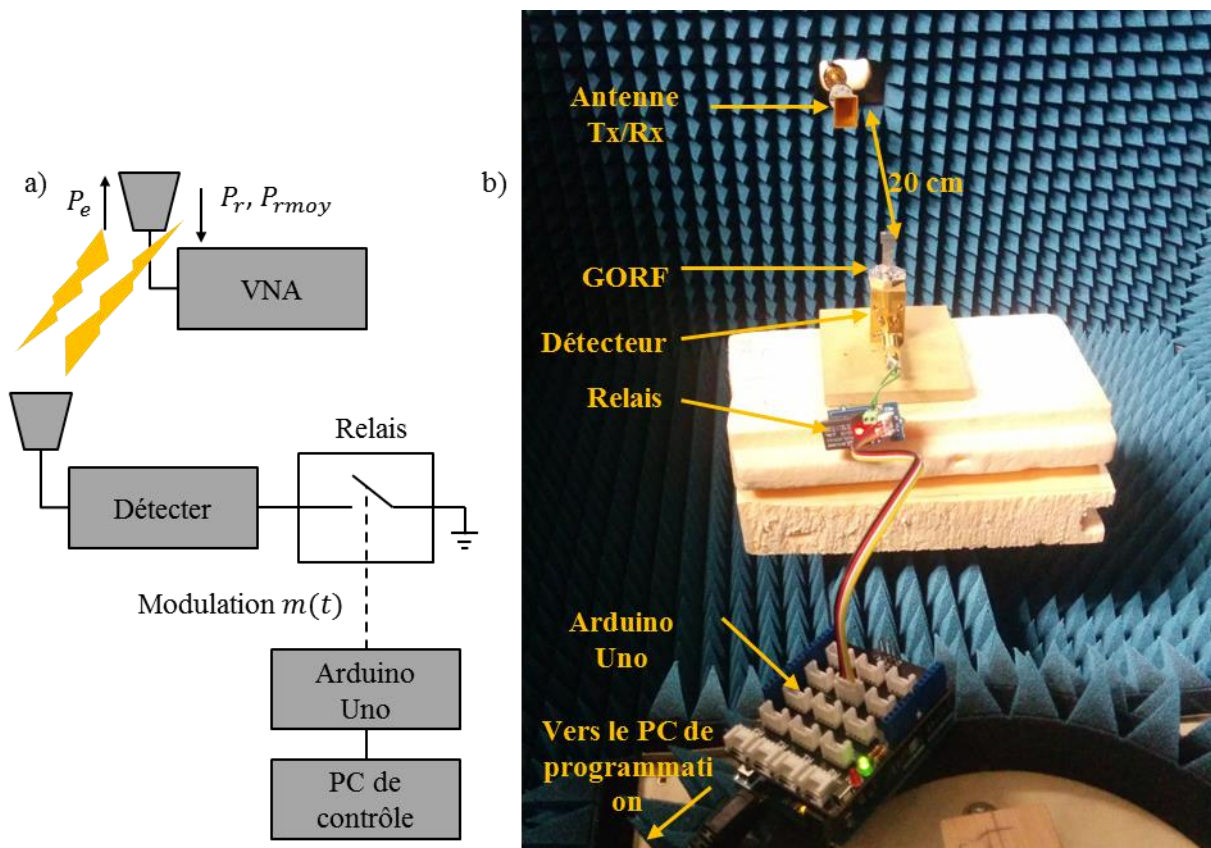 a)
P_e
P_r, P_rmoy
VNA
Relais
Détecter
Modulation m(t)
Arduino
Uno
PC de
contrôle
b)
Antenne
Tx/Rx
20 cm
GORF
Détecteur
Relais
Arduino
Uno
Vers le PC de
programmati
on